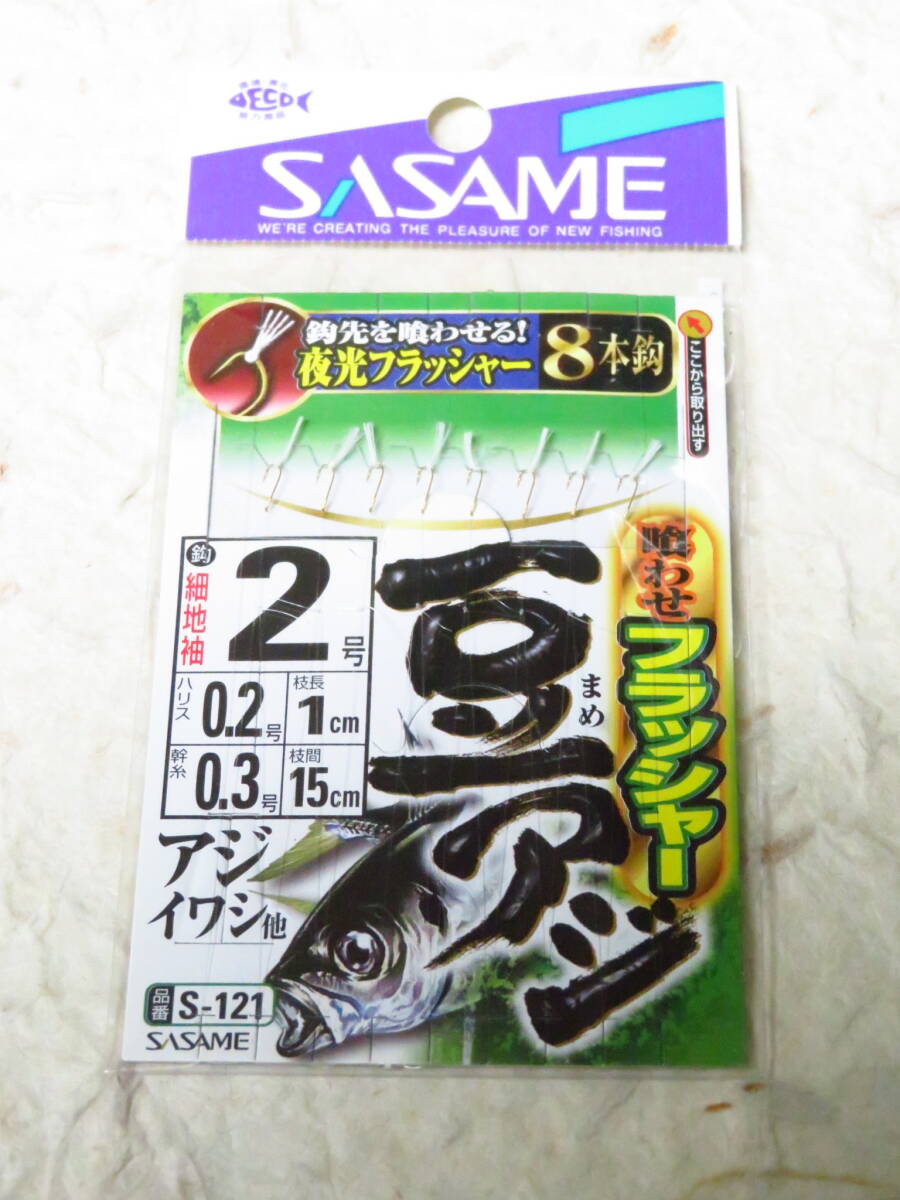 ECO
SASAME
WE'RE CREATING THE PLEASURE OF NEW FISHING
鈎先を喰わせる!
夜光フラッシャー
8本鈎
ここから取り出す
喰わせ
フラッシャー
豆アジ
まめ
鈎
細地袖
2号
ハリス
0.2号
枝長
1cm
幹糸
0.3号
枝間
15cm
アジ
イワシ他
品番
S-121
SASAME